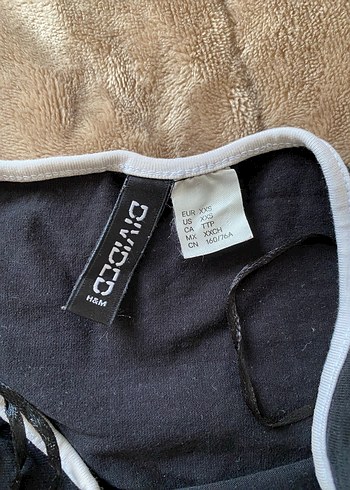 DIVIDED
H&M
EUR XXS
US XXS
CA TTP
MX XXCH
CN 160/76A